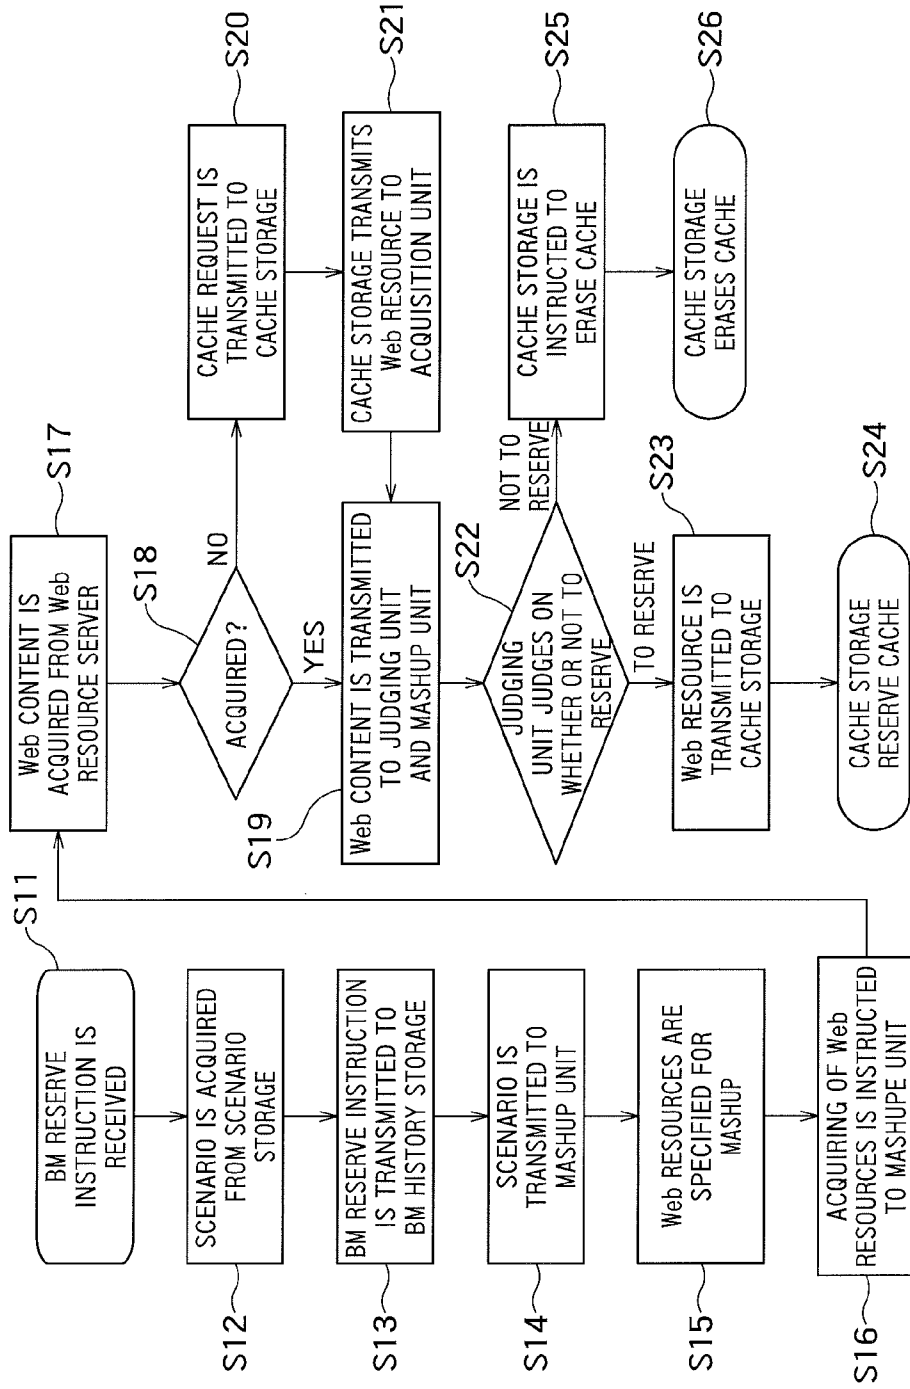 S11
BM RESERVE
INSTRUCTION IS
RECEIVED
S12
SCENARIO IS ACQUIRED
FROM SCENARIO
STORAGE
S13
BM RESERVE INSTRUCTION
IS TRANSMITTED TO
BM HISTORY STORAGE
S14
SCENARIO IS
TRANSMITTED TO
MASHUP UNIT
S15
Web RESOURCES ARE
SPECIFIED FOR
MASHUP
S16
ACQUIRING OF Web
RESOURCES IS INSTRUCTED
TO MASHUPE UNIT
S17
Web CONTENT IS
ACQUIRED FROM Web
RESOURCE SERVER
S18
ACQUIRED?
NO
YES
S19
Web CONTENT IS TRANSMITTED
TO JUDGING UNIT
AND MASHUP UNIT
S20
CACHE REQUEST IS
TRANSMITTED TO
CACHE STORAGE
S21
CACHE STORAGE TRANSMITS
Web RESOURCE TO
ACQUISITION UNIT
S22
JUDGING
UNIT JUDGES ON
WHETHER OR NOT TO
RESERVE
NOT TO
RESERVE
TO RESERVE
S23
Web RESOURCE IS
TRANSMITTED TO
CACHE STORAGE
S24
CACHE STORAGE
RESERVE CACHE
S25
CACHE STORAGE IS
INSTRUCTED TO
ERASE CACHE
S26
CACHE STORAGE
ERASES CACHE